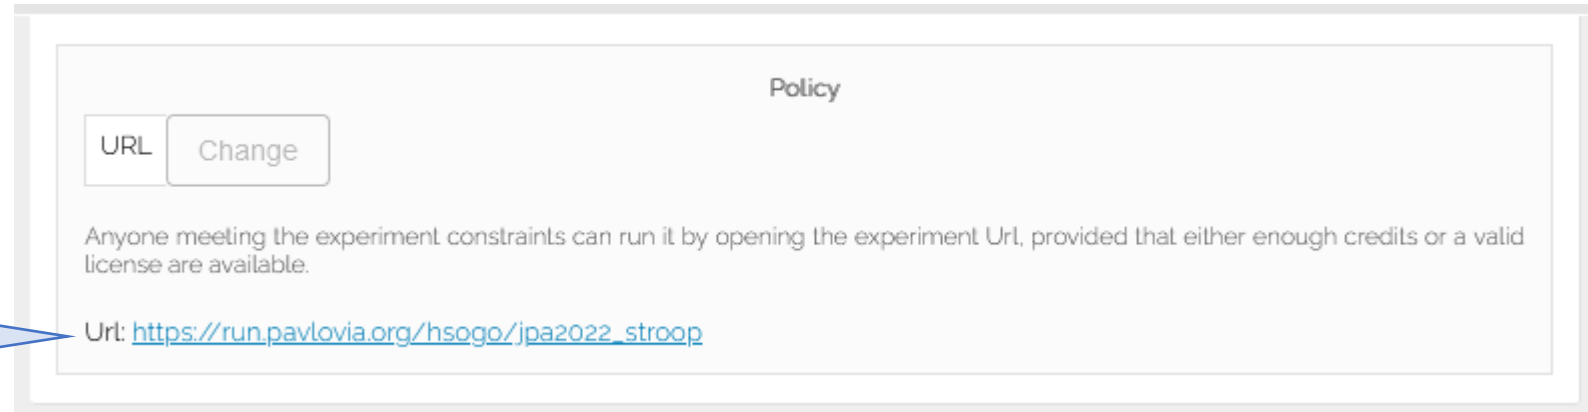 Policy
URL Change
Anyone meeting the experiment constraints can run it by opening the experiment Url, provided that either enough credits or a valid
license are available.
Url: https://run.pavlovia.org/hsogo/jpa2022_stroop